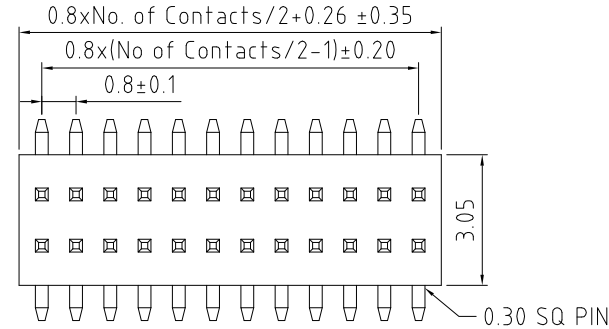 0.8xNo. of Contacts/2+0.26 ±0.35
0.8x(No of Contacts/2-1)±0.20
0.8±0.1
3.05
0.30 SQ PIN